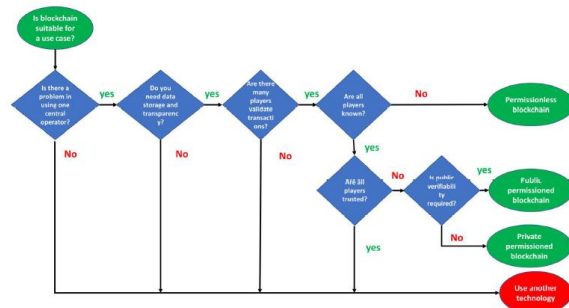 Is blockchain
suitable for
a use case?
Is there a
problem in
using one
central
operator?
yes
Do you
need data
storage and
transparenc
y?
yes
Are there
many
players
validate
transacti
ons?
yes
Are all
players
known?
No
Permissionless
blockchain
No
No
No
yes
Are all
players
trusted?
No
Is public
verifiabili
ty
required?
yes
Public
permissioned
blockchain
No
Private
permissioned
blockchain
yes
Use another
technology